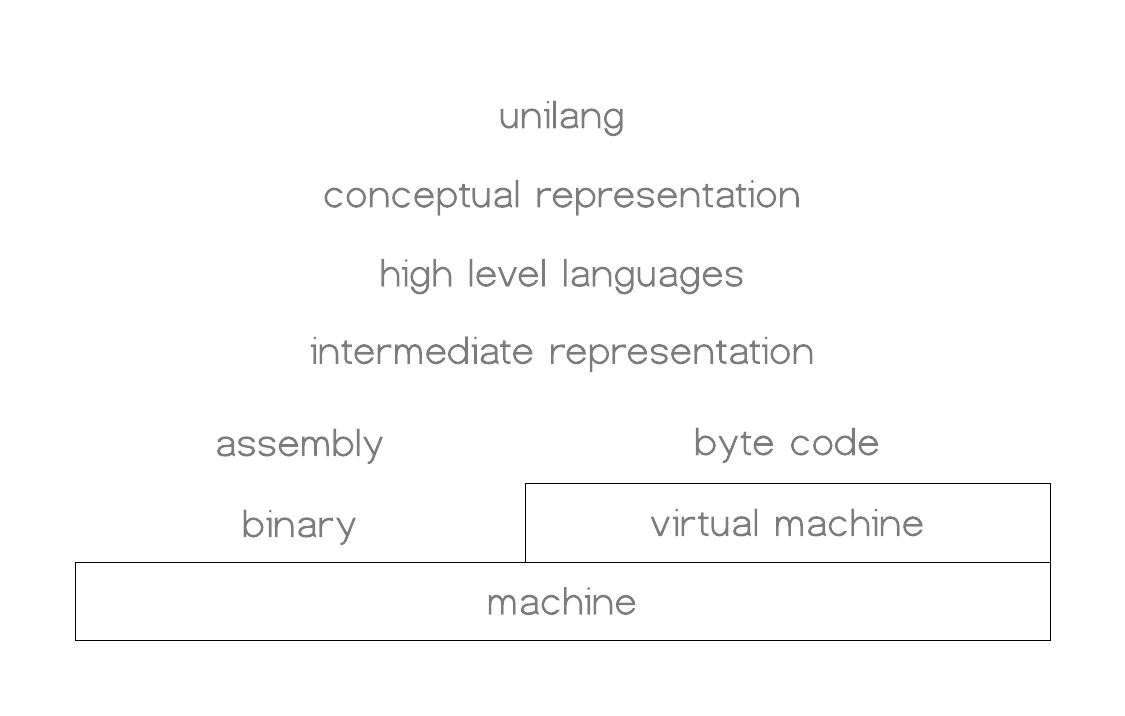 unilang
conceptual representation
high level languages
intermediate representation
assembly
byte code
binary
virtual machine
machine